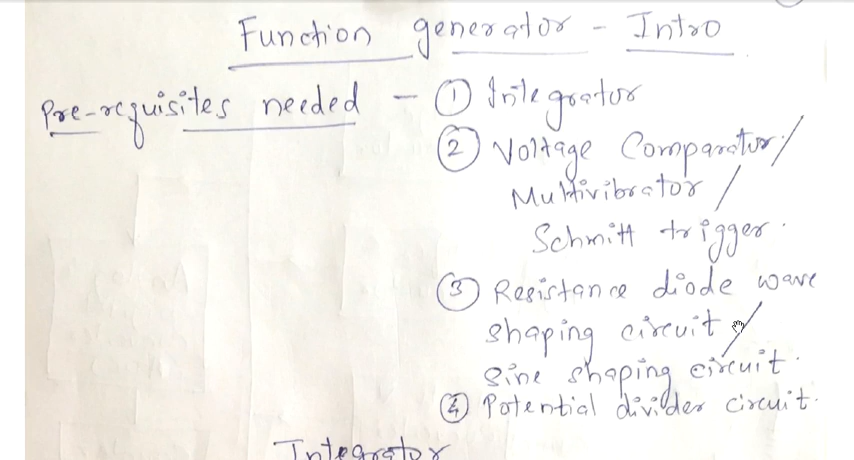 Function generator - Intro
Pre-requisites needed - ① Integrator
② Voltage Comparator/
Multivibrator /
Schmitt trigger.
③ Resistance diode wave
shaping circuit /
Sine shaping circuit.
④ Potential divider circuit.
Integrator